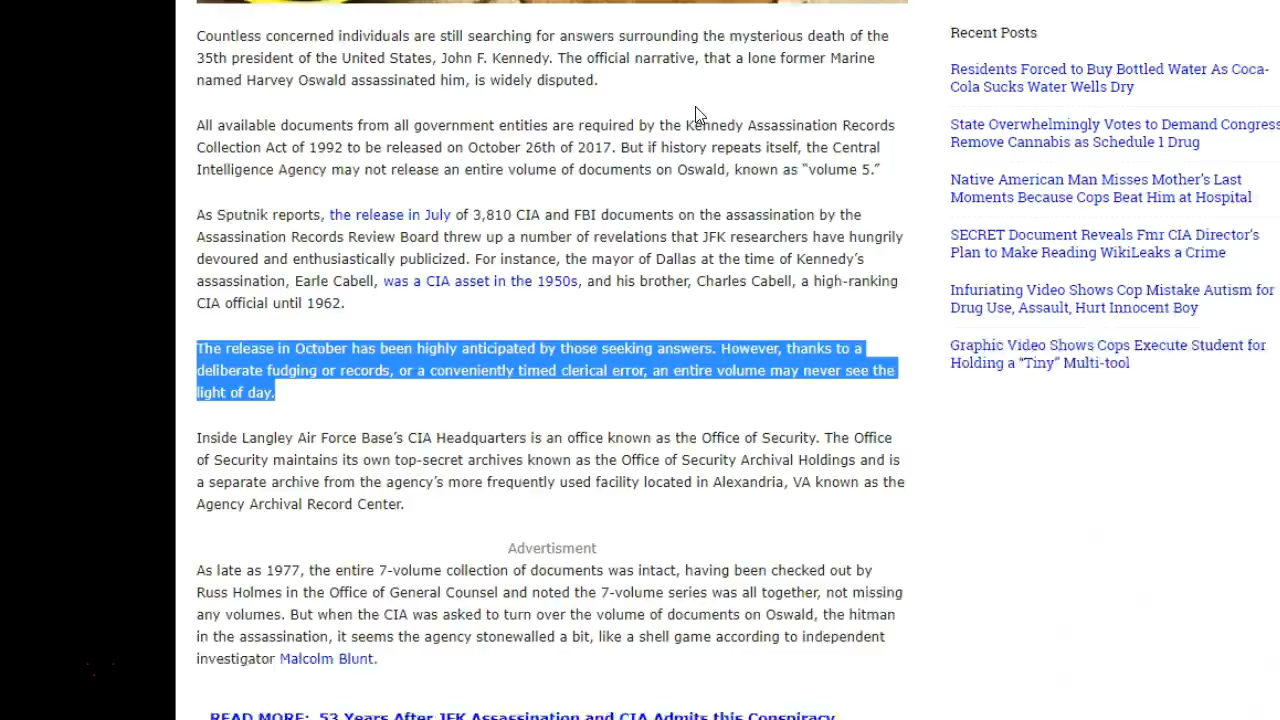 Countless concerned individuals are still searching for answers surrounding the mysterious death of the
35th president of the United States, John F. Kennedy. The official narrative, that a lone former Marine
named Harvey Oswald assassinated him, is widely disputed.
All available documents from all government entities are required by the Kennedy Assassination Records
Collection Act of 1992 to be released on October 26th of 2017. But if history repeats itself, the Central
Intelligence Agency may not release an entire volume of documents on Oswald, known as “volume 5.”
As Sputnik reports, the release in July of 3,810 CIA and FBI documents on the assassination by the
Assassination Records Review Board threw up a number of revelations that JFK researchers have hungrily
devoured and enthusiastically publicized. For instance, the mayor of Dallas at the time of Kennedy’s
assassination, Earle Cabell, was a CIA asset in the 1950s, and his brother, Charles Cabell, a high-ranking
CIA official until 1962.
The release in October has been highly anticipated by those seeking answers. However, thanks to a
deliberate fudging or records, or a conveniently timed clerical error, an entire volume may never see the
light of day.
Inside Langley Air Force Base’s CIA Headquarters is an office known as the Office of Security. The Office
of Security maintains its own top-secret archives known as the Office of Security Archival Holdings and is
a separate archive from the agency’s more frequently used facility located in Alexandria, VA known as the
Agency Archival Record Center.
Advertisment
As late as 1977, the entire 7-volume collection of documents was intact, having been checked out by
Russ Holmes in the Office of General Counsel and noted the 7-volume series was all together, not missing
any volumes. But when the CIA was asked to turn over the volume of documents on Oswald, the hitman
in the assassination, it seems the agency stonewalled a bit, like a shell game according to independent
investigator Malcolm Blunt.
READ MORE: 53 Years After JFK Assassination and CIA Admits this Conspiracy
Recent Posts
Residents Forced to Buy Bottled Water As Coca-
Cola Sucks Water Wells Dry
State Overwhelmingly Votes to Demand Congress
Remove Cannabis as Schedule 1 Drug
Native American Man Misses Mother’s Last
Moments Because Cops Beat Him at Hospital
SECRET Document Reveals Fmr CIA Director’s
Plan to Make Reading WikiLeaks a Crime
Infuriating Video Shows Cop Mistake Autism for
Drug Use, Assault, Hurt Innocent Boy
Graphic Video Shows Cops Execute Student for
Holding a “Tiny” Multi-tool